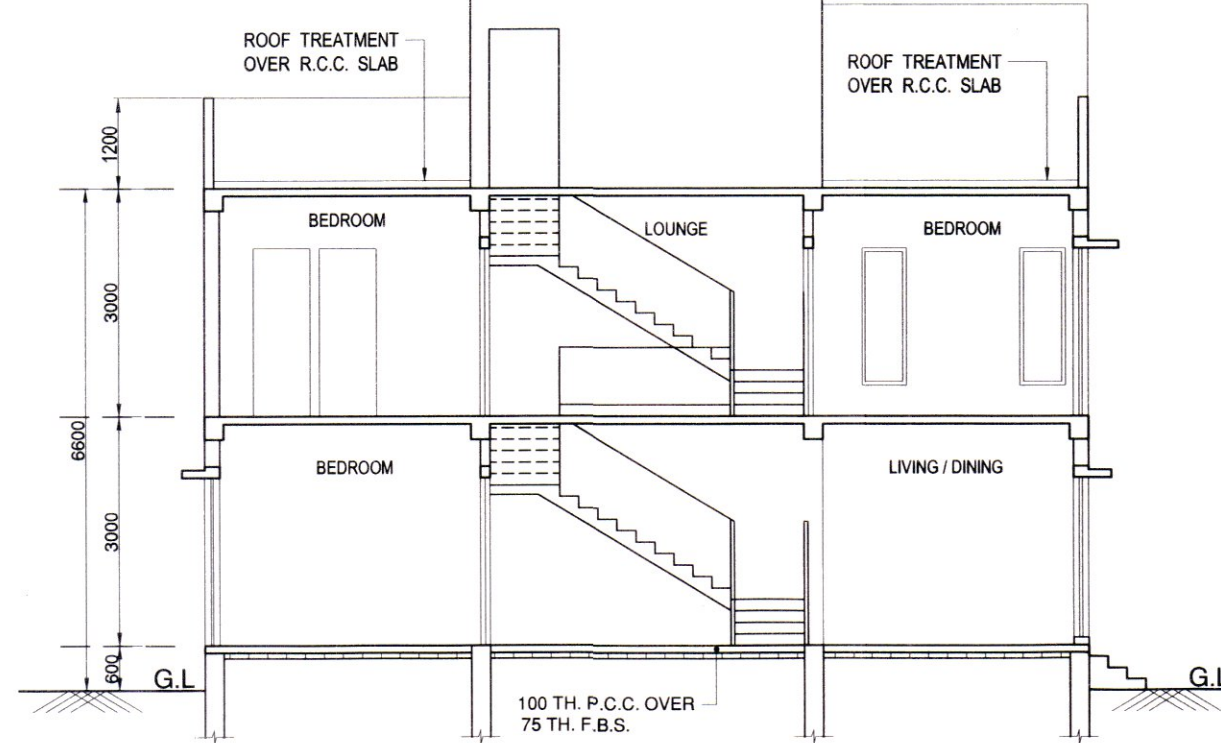 ROOF TREATMENT
OVER R.C.C. SLAB
ROOF TREATMENT
OVER R.C.C. SLAB
1200
BEDROOM
LOUNGE
BEDROOM
3000
6600
BEDROOM
LIVING / DINING
3000
600
G.L
G.L
100 TH. P.C.C. OVER
75 TH. F.B.S.